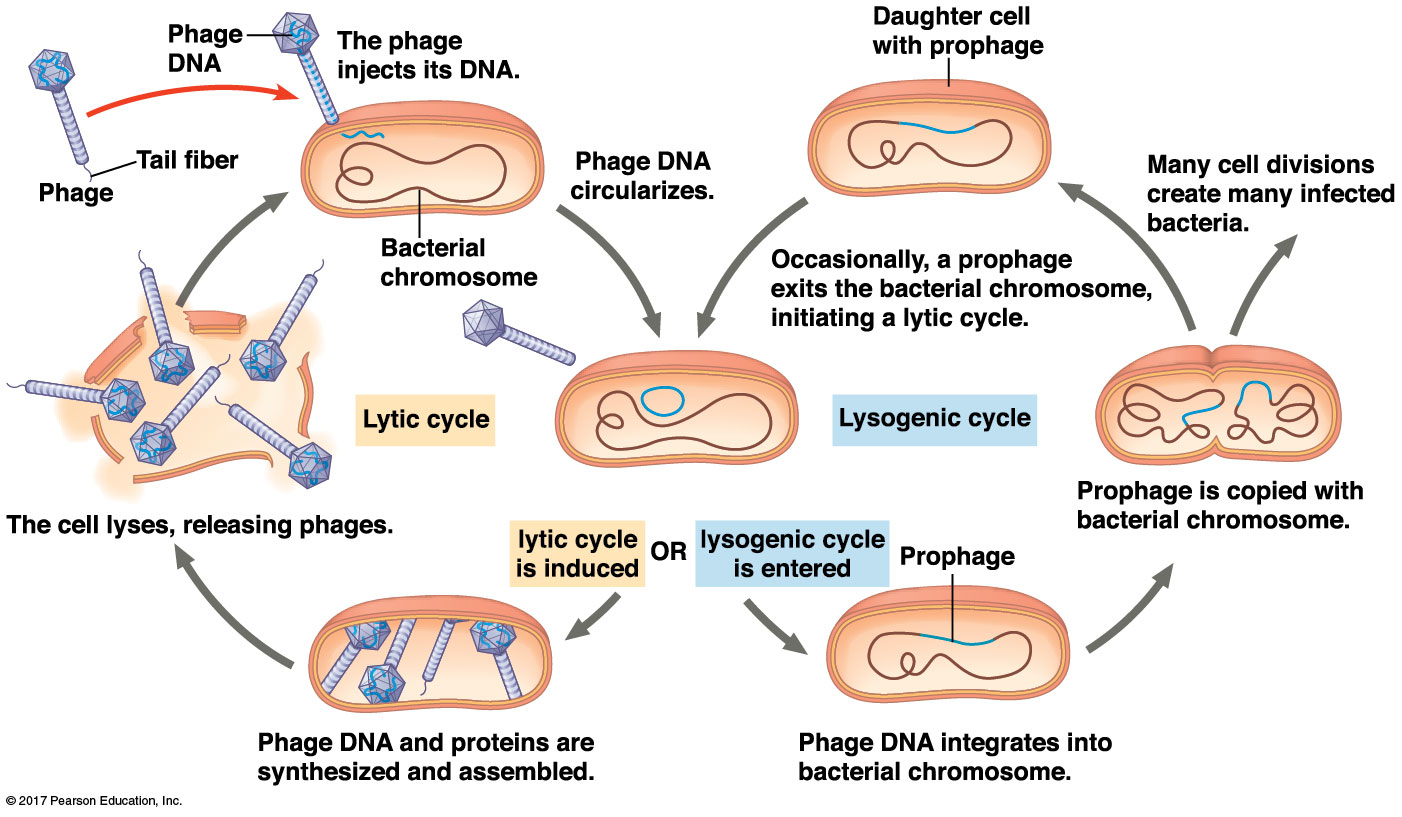 Phage
DNA
The phage
injects its DNA.
Tail fiber
Phage
Bacterial
chromosome
Phage DNA
circularizes.
Daughter cell
with prophage
Many cell divisions
create many infected
bacteria.
Occasionally, a prophage
exits the bacterial chromosome,
initiating a lytic cycle.
Lytic cycle
Lysogenic cycle
The cell lyses, releasing phages.
Prophage is copied with
bacterial chromosome.
lytic cycle
is induced
OR
lysogenic cycle
is entered
Prophage
Phage DNA and proteins are
synthesized and assembled.
Phage DNA integrates into
bacterial chromosome.
© 2017 Pearson Education, Inc.